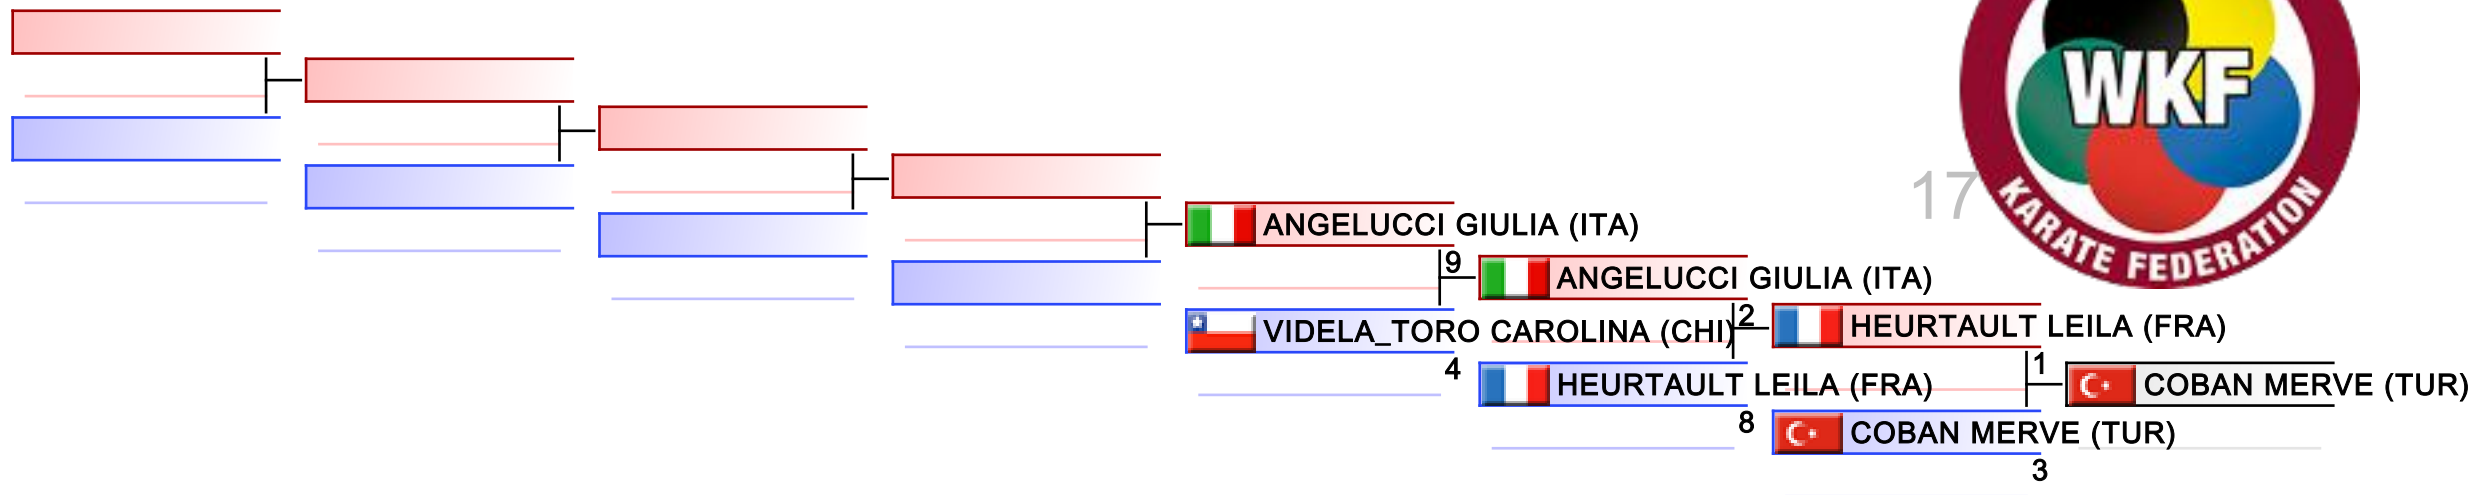 WKF
KARATE FEDERATION
17
ANGELUCCI GIULIA (ITA)
9
ANGELUCCI GIULIA (ITA)
VIDELA_TORO CAROLINA (CHI)
2
HEURTAULT LEILA (FRA)
4
HEURTAULT LEILA (FRA)
1
COBAN MERVE (TUR)
8
COBAN MERVE (TUR)
3